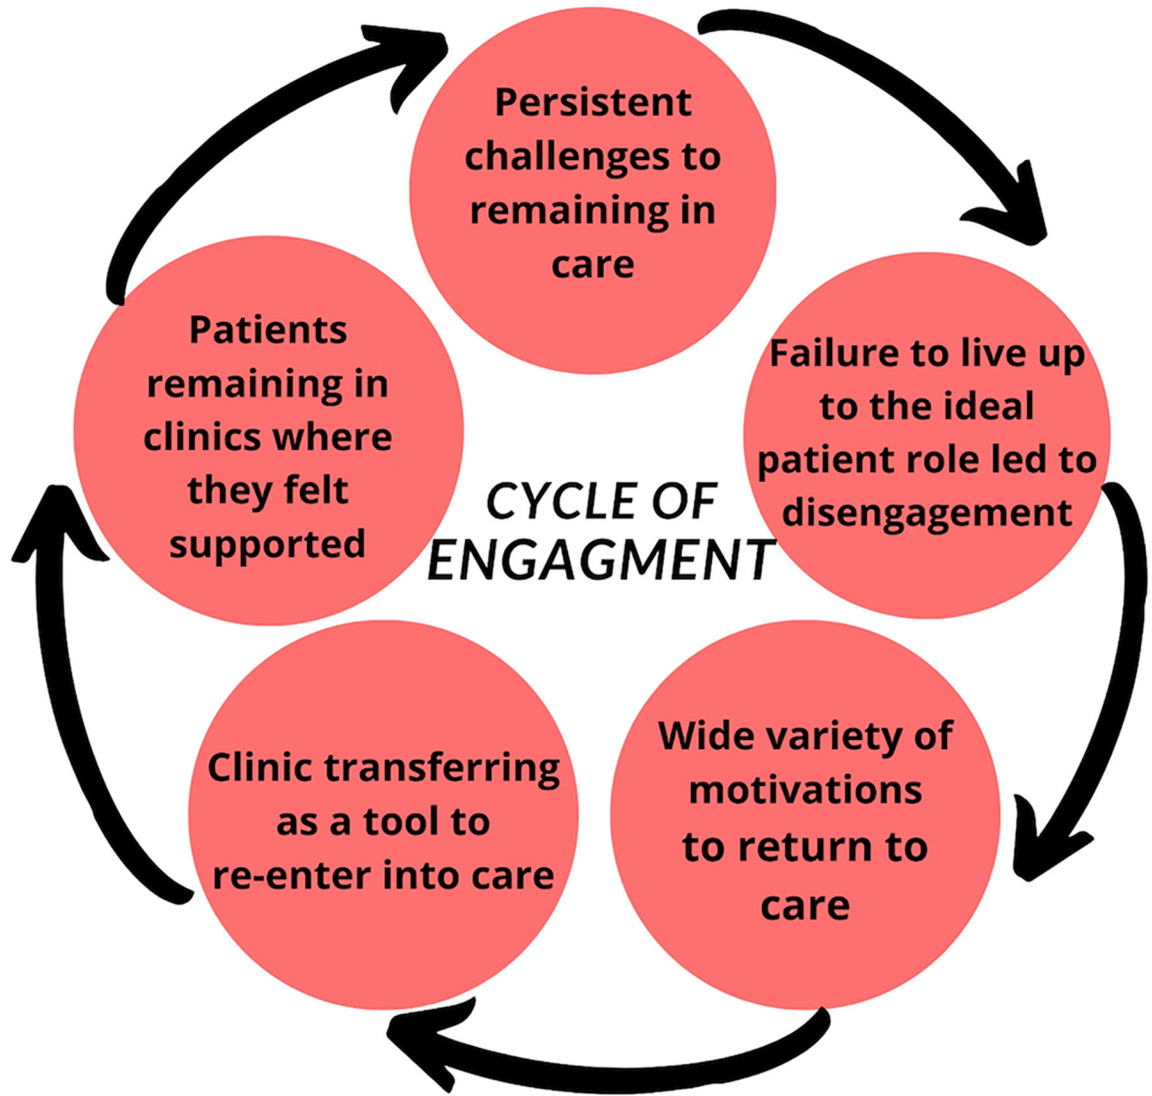 Persistent
challenges to
remaining in
care
Failure to live up
to the ideal
patient role led to
disengagement
Wide variety of
motivations
to return to
care
Clinic transferring
as a tool to
re-enter into care
Patients
remaining in
clinics where
they felt
supported
CYCLE OF
ENGAGMENT